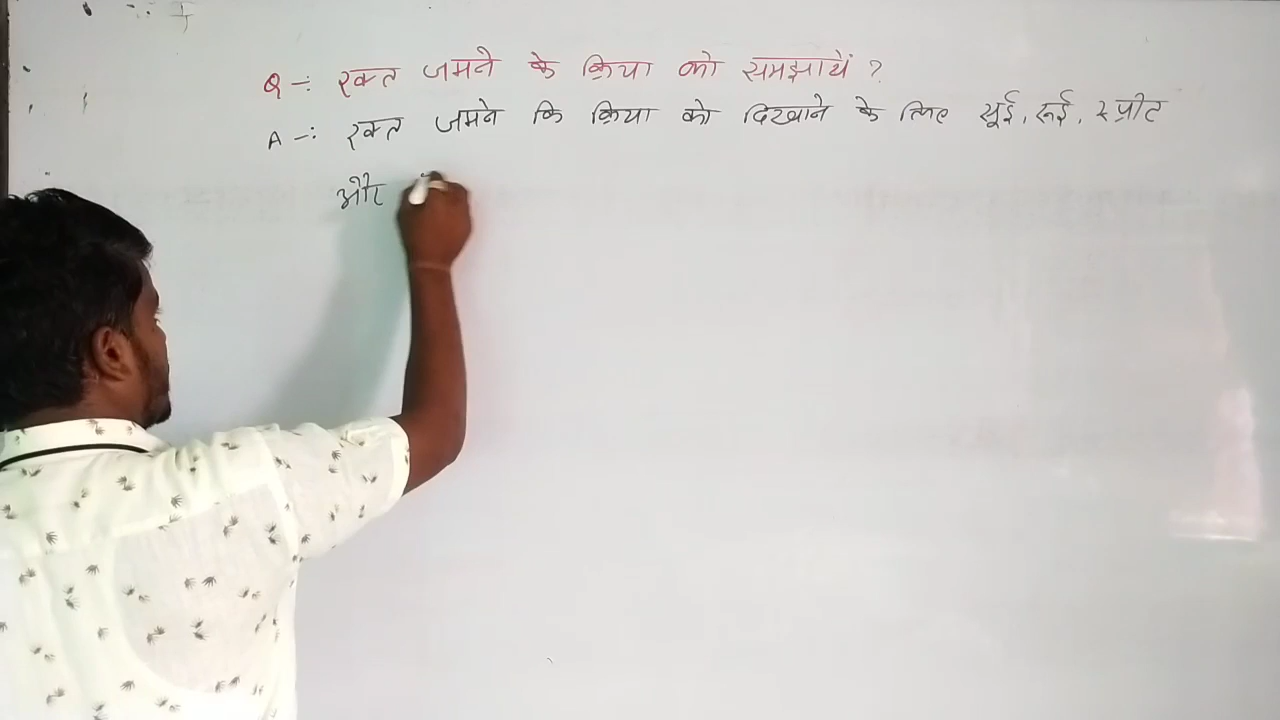 Q -: रक्त जमने के क्रिया को समझायें ?
A -: रक्त जमने कि क्रिया को दिखाने के लिए सूई, रूई, स्प्रीट
और